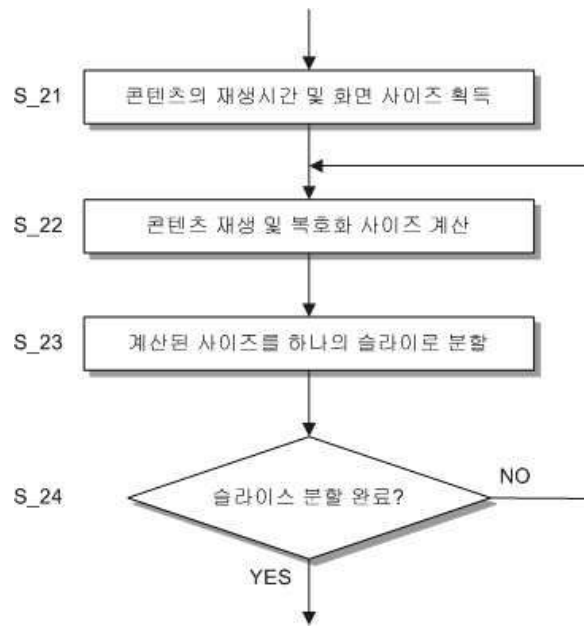 S_21
콘텐츠의 재생시간 및 화면 사이즈 획득
S_22
콘텐츠 재생 및 복호화 사이즈 계산
S_23
계산된 사이즈를 하나의 슬라이로 분할
S_24
슬라이스 분할 완료?
NO
YES